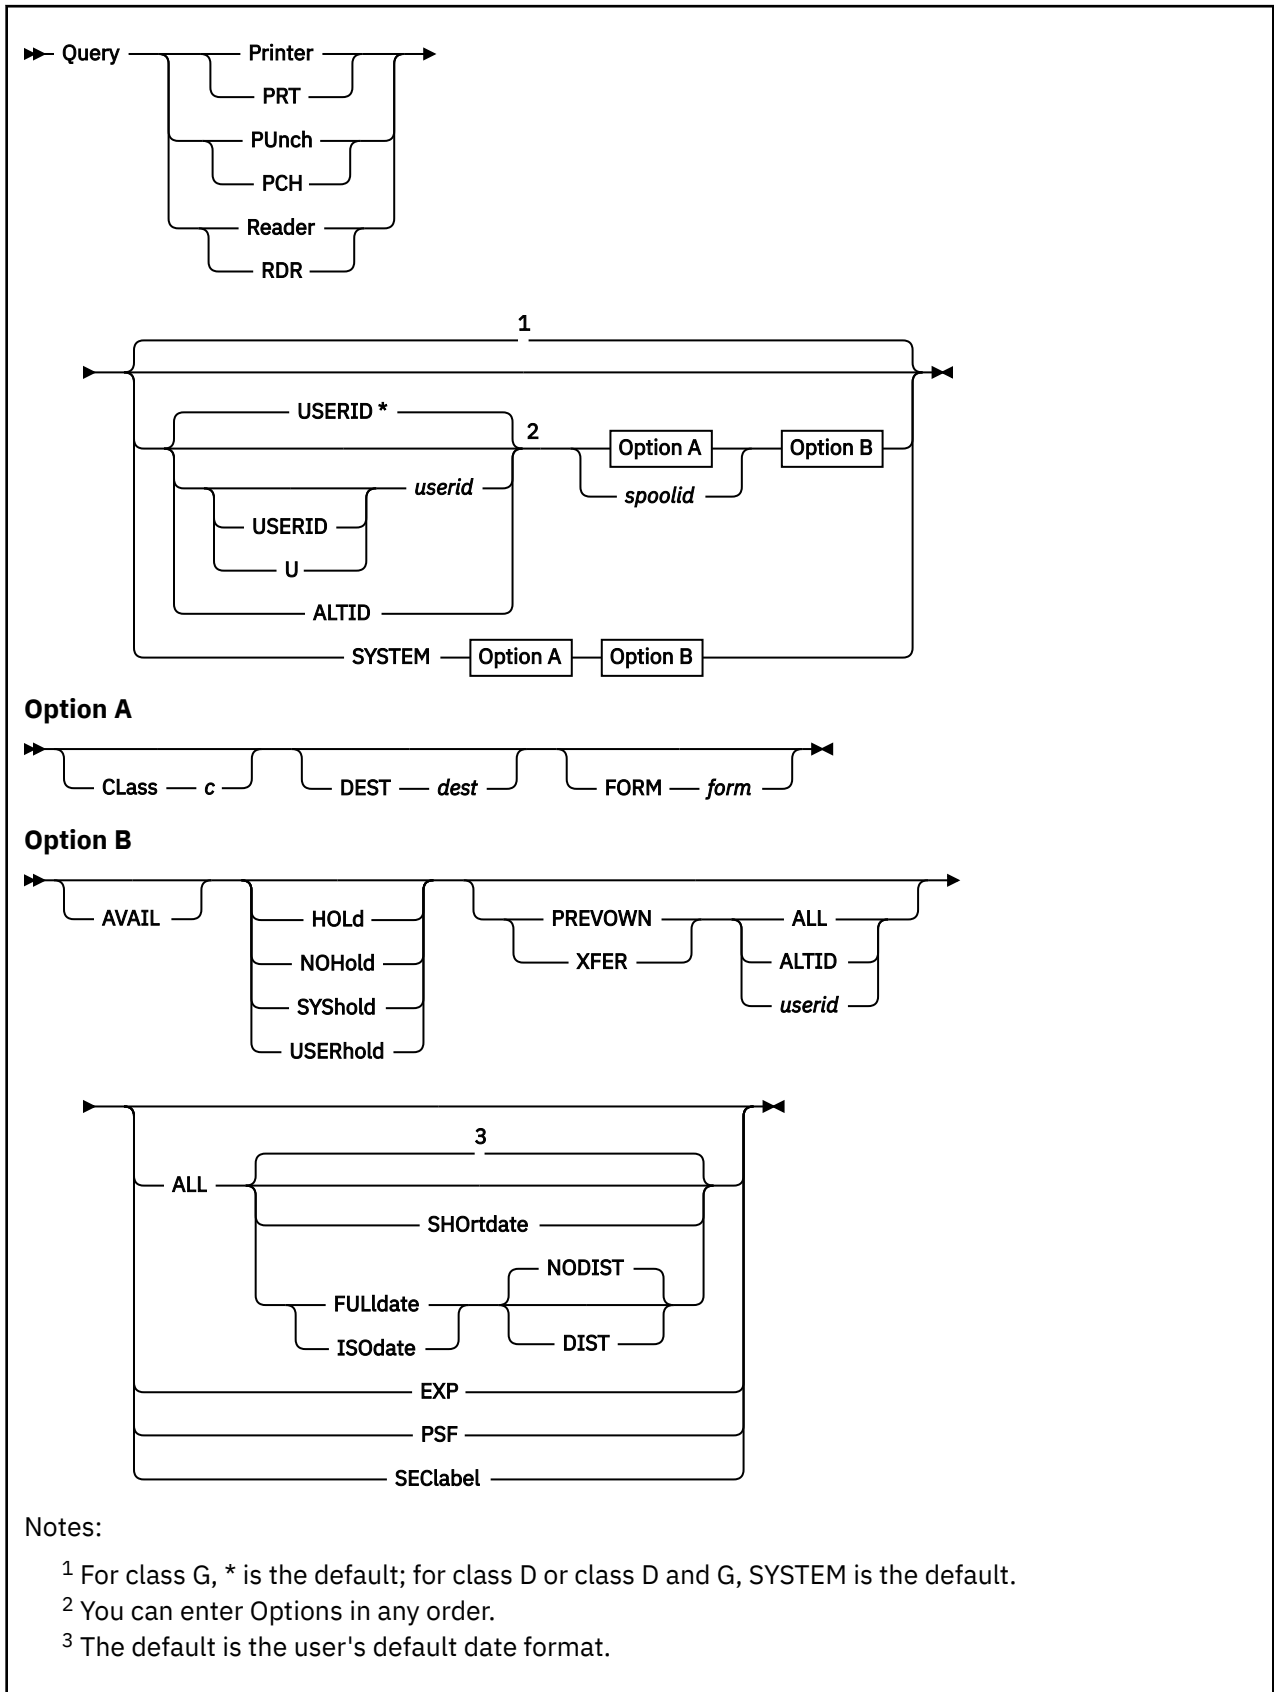 Query Printer
PRT
PUnch
PCH
Reader
RDR
1
USERID *
2
Option A
Option B
userid
spoolid
USERID
U
ALTID
SYSTEM Option A Option B
Option A
CLass c DEST dest FORM form
Option B
AVAIL HOLd PREVOWN ALL
NOHold XFER ALTID
SYShold userid
USERhold
3
ALL
SHOrtdate
NODIST
FULldate
DIST
ISOdate
EXP
PSF
SEClabel
Notes:
1 For class G, * is the default; for class D or class D and G, SYSTEM is the default.
2 You can enter Options in any order.
3 The default is the user's default date format.